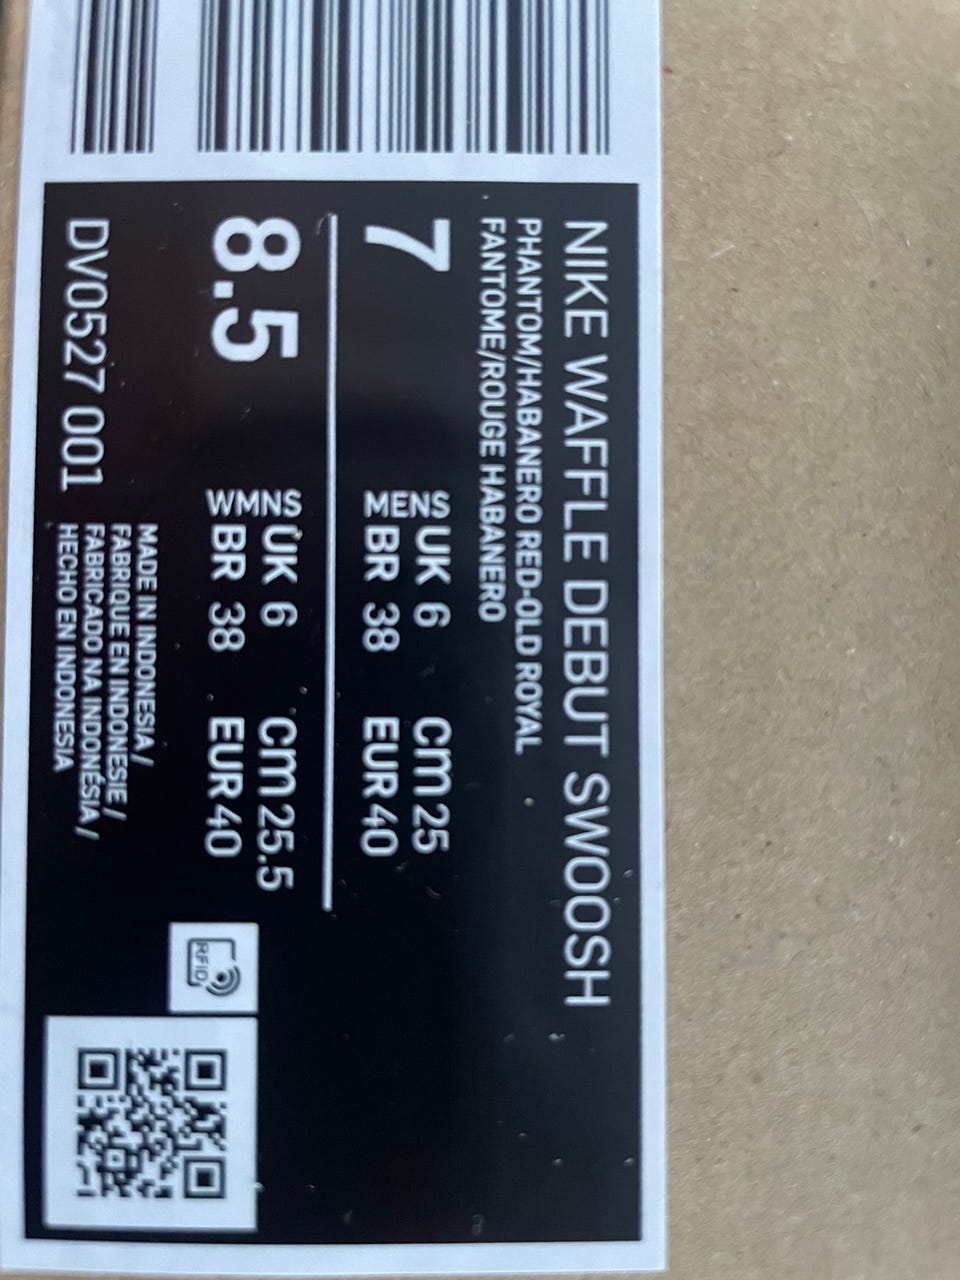 NIKE WAFFLE DEBUT SWOOSH
PHANTOM/HABANERO RED-OLD ROYAL
FANTOME/ROUGE HABANERO
7
MENS
UK 6
cm 25
BR 38
EUR 40
8.5
WMNS
UK 6
cm 25.5
BR 38
EUR 40
DV0527 001
MADE IN INDONESIA /
FABRIQUE EN INDONESIE /
FABRICADO NA INDONÉSIA /
HECHO EN INDONESIA
RFID